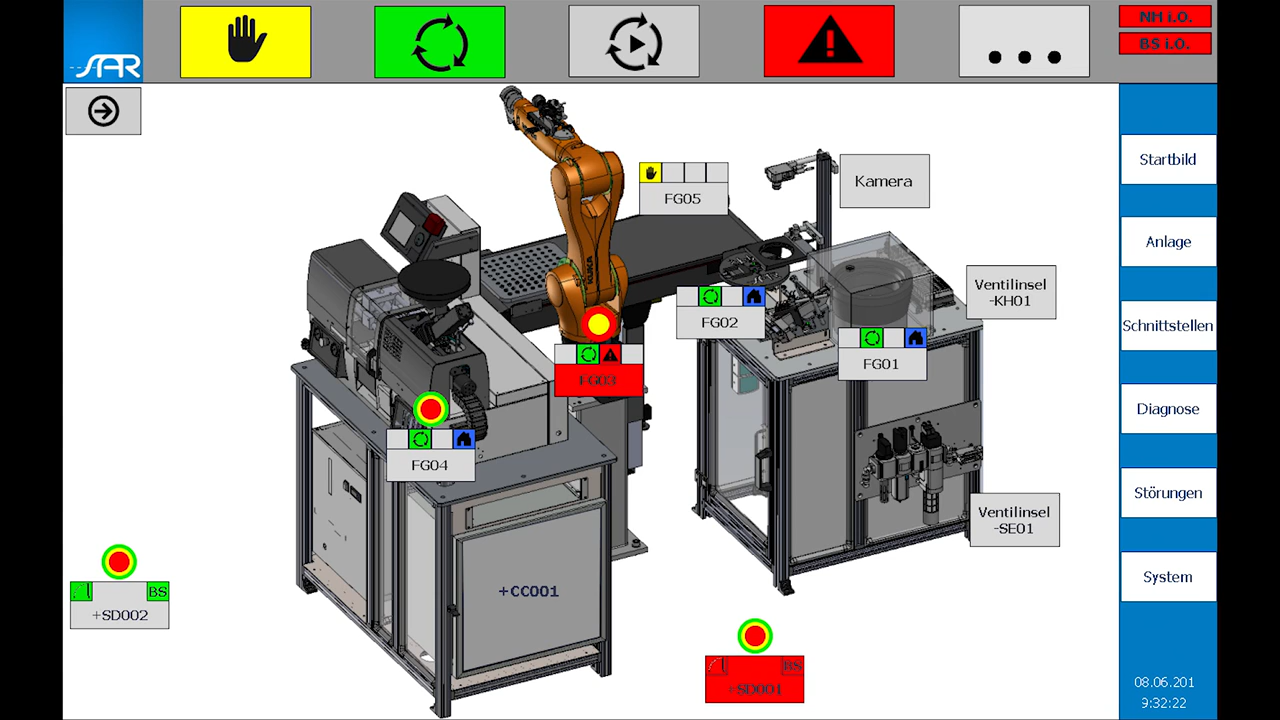 SAR
NH i.O.
BS i.O.
Kamera
FG05
Startbild
Anlage
Ventilinsel
-KH01
FG02
Schnittstellen
FG01
KUKA
FG03
Diagnose
FG04
Störungen
Ventilinsel
-SE01
System
+CC001
BS
+SD002
BS
+SD001
08.06.201
9:32:22